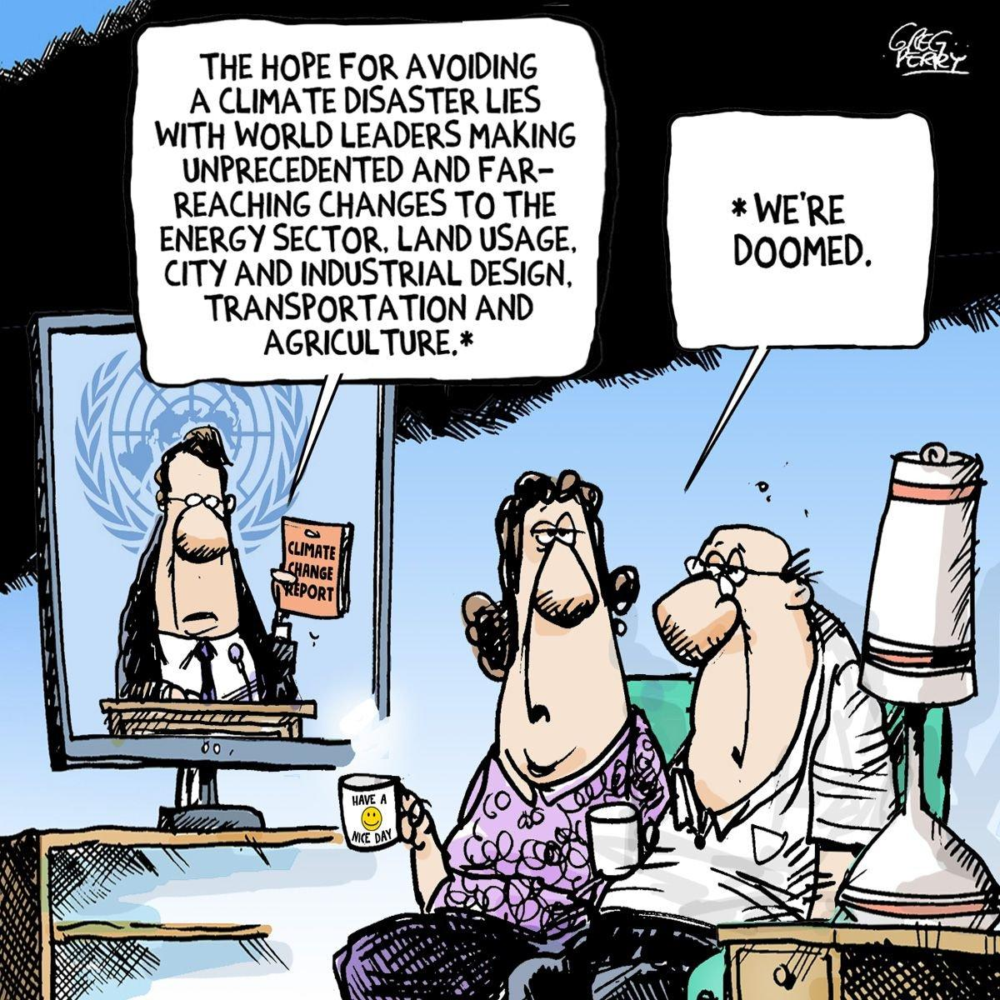 THE HOPE FOR AVOIDING
A CLIMATE DISASTER LIES
WITH WORLD LEADERS MAKING
UNPRECEDENTED AND FAR-
REACHING CHANGES TO THE
ENERGY SECTOR, LAND USAGE,
CITY AND INDUSTRIAL DESIGN,
TRANSPORTATION AND
AGRICULTURE.*
GREG
PERRY
* WE'RE
DOOMED.
CLIMATE
CHANGE
REPORT
HAVE A
NICE DAY